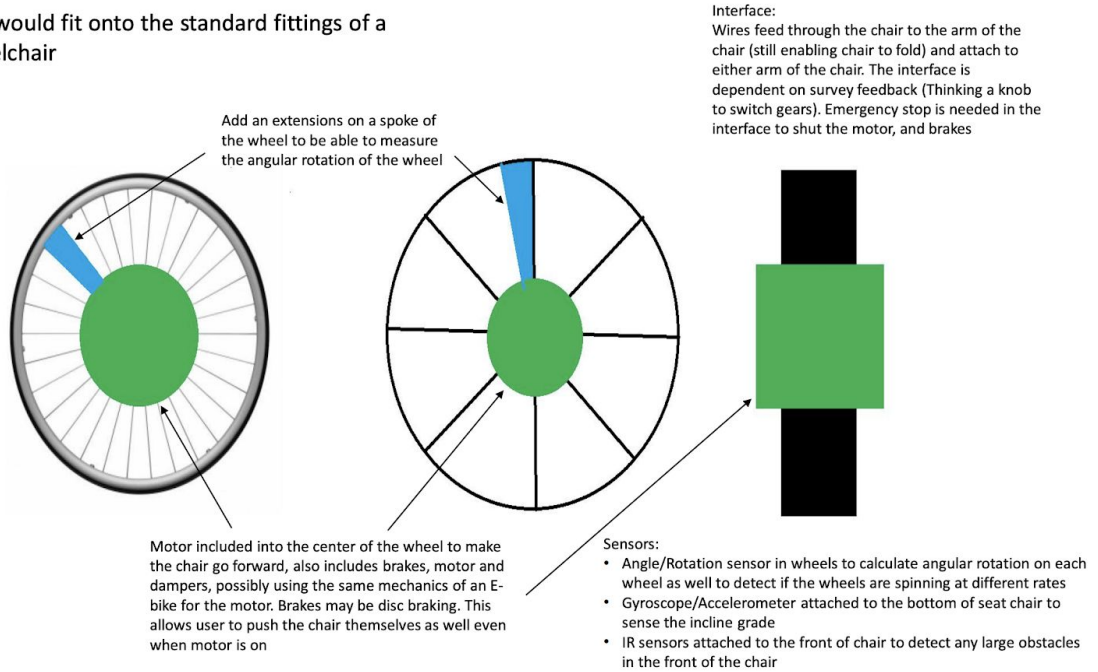 would fit onto the standard fittings of a
elchair
Interface:
Wires feed through the chair to the arm of the
chair (still enabling chair to fold) and attach to
either arm of the chair. The interface is
dependent on survey feedback (Thinking a knob
to switch gears). Emergency stop is needed in the
interface to shut the motor, and brakes
Add an extensions on a spoke of
the wheel to be able to measure
the angular rotation of the wheel
Motor included into the center of the wheel to make
the chair go forward, also includes brakes, motor and
dampers, possibly using the same mechanics of an E-
bike for the motor. Brakes may be disc braking. This
allows user to push the chair themselves as well even
when motor is on
Sensors:
• Angle/Rotation sensor in wheels to calculate angular rotation on each
wheel as well to detect if the wheels are spinning at different rates
• Gyroscope/Accelerometer attached to the bottom of seat chair to
sense the incline grade
• IR sensors attached to the front of chair to detect any large obstacles
in the front of the chair